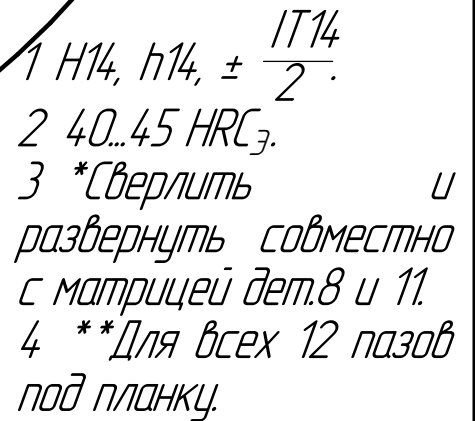 1 H14, h14, ± IT14/2.
2 40...45 HRCэ.
3 *Сверлить и
развернуть совместно
с матрицей дет.8 и 11.
4 **Для всех 12 пазов
под планку.